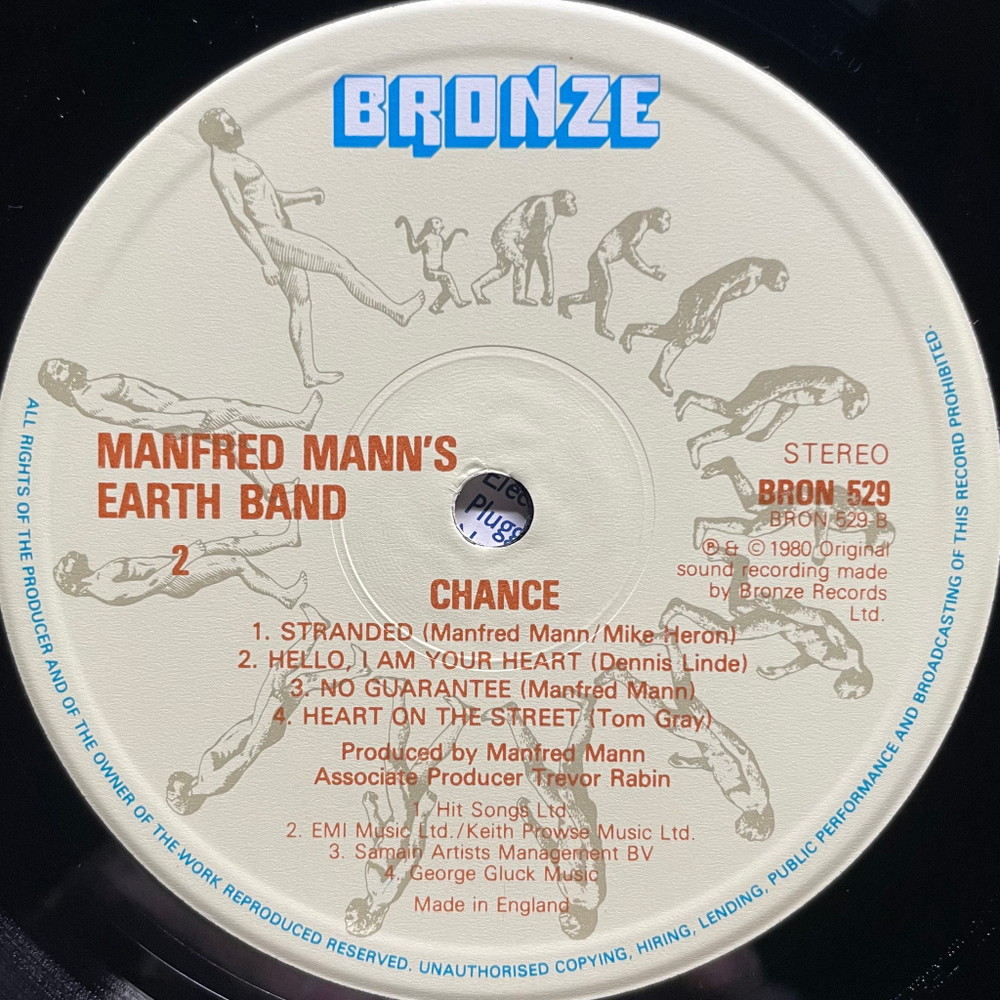 BRONZE
MANFRED MANN'S
EARTH BAND
2
STEREO
BRON 529
BRON 529-B
℗ & © 1980 Original
sound recording made
by Bronze Records
Ltd.
Elec
Plugg
CHANCE
1. STRANDED (Manfred Mann/Mike Heron)
2. HELLO, I AM YOUR HEART (Dennis Linde)
3. NO GUARANTEE (Manfred Mann)
4. HEART ON THE STREET (Tom Gray)
Produced by Manfred Mann
Associate Producer Trevor Rabin
1. Hit Songs Ltd.
2. EMI Music Ltd./Keith Prowse Music Ltd.
3. Samain Artists Management BV
4. George Gluck Music
Made in England
ALL RIGHTS OF THE PRODUCER AND OF THE OWNER OF THE WORK REPRODUCED RESERVED. UNAUTHORISED COPYING, HIRING, LENDING, PUBLIC PERFORMANCE AND BROADCASTING OF THIS RECORD PROHIBITED.